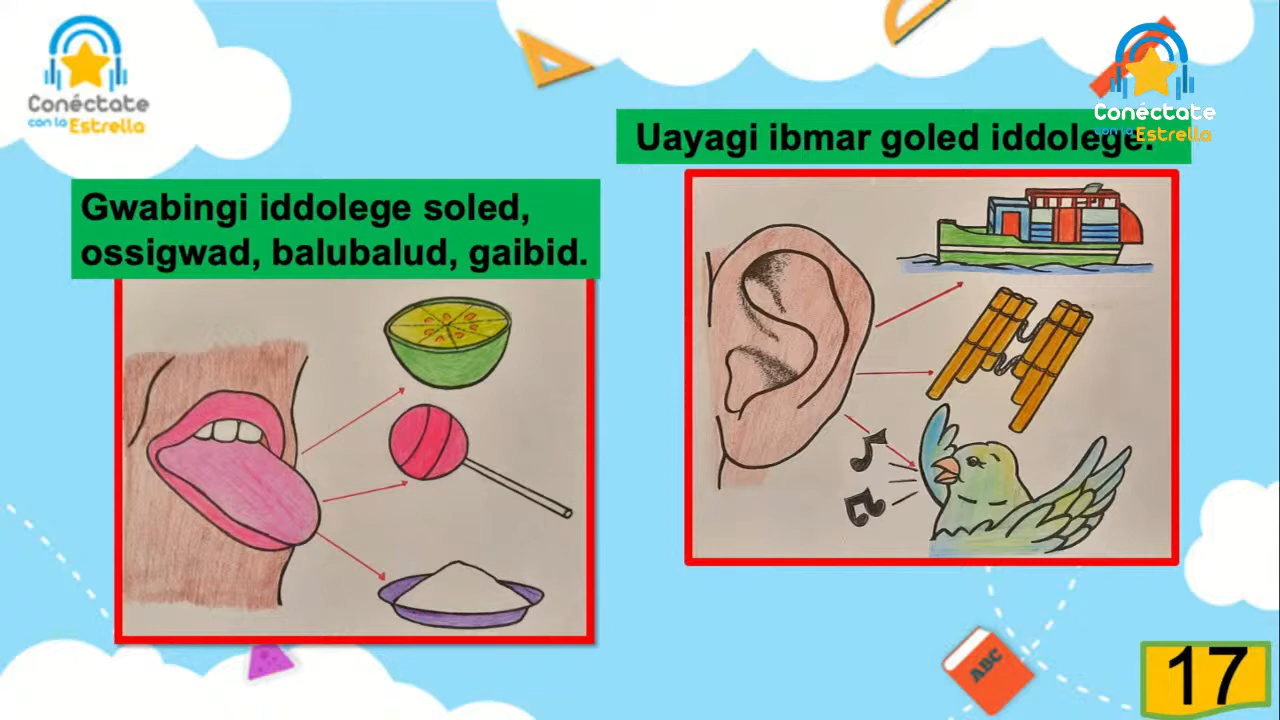 Conéctate
con la Estrella
Conéctate
con la Estrella
Uayagi ibmar goled iddolege.
Gwabingi iddolege soled,
ossigwad, balubalud, gaibid.
ABC
17